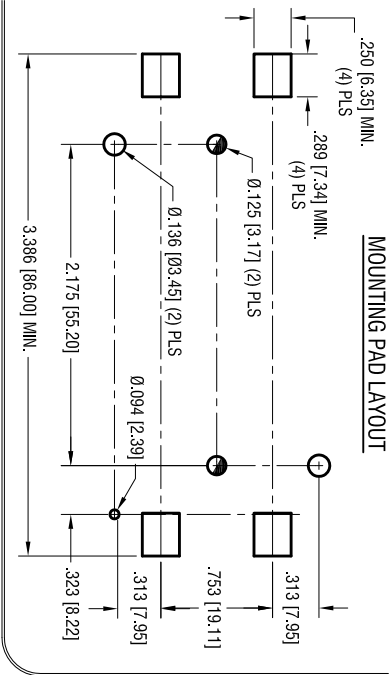 MOUNTING PAD LAYOUT
.250 [6.35] MIN.
(4) PLS
.289 [7.34] MIN.
(4) PLS
Ø.125 [3.17] (2) PLS
Ø.136 [Ø3.45] (2) PLS
Ø.094 [2.39]
2.175 [55.20]
3.386 [86.00] MIN.
.313 [7.95]
.753 [19.11]
.313 [7.95]
.323 [8.22]